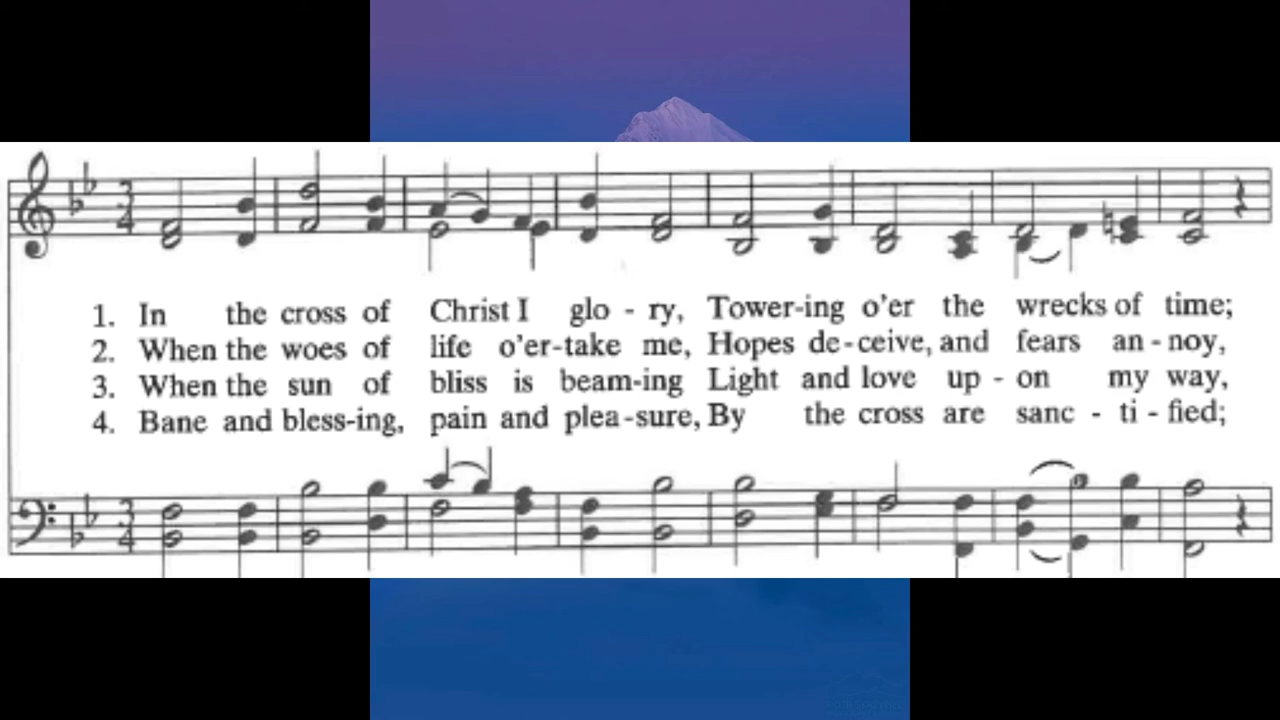 1. In the cross of Christ I glo - ry, Tower-ing o'er the wrecks of time;
2. When the woes of life o'er-take me, Hopes de-ceive, and fears an-noy,
3. When the sun of bliss is beam-ing Light and love up - on my way,
4. Bane and bless-ing, pain and plea-sure, By the cross are sanc - ti - fied;